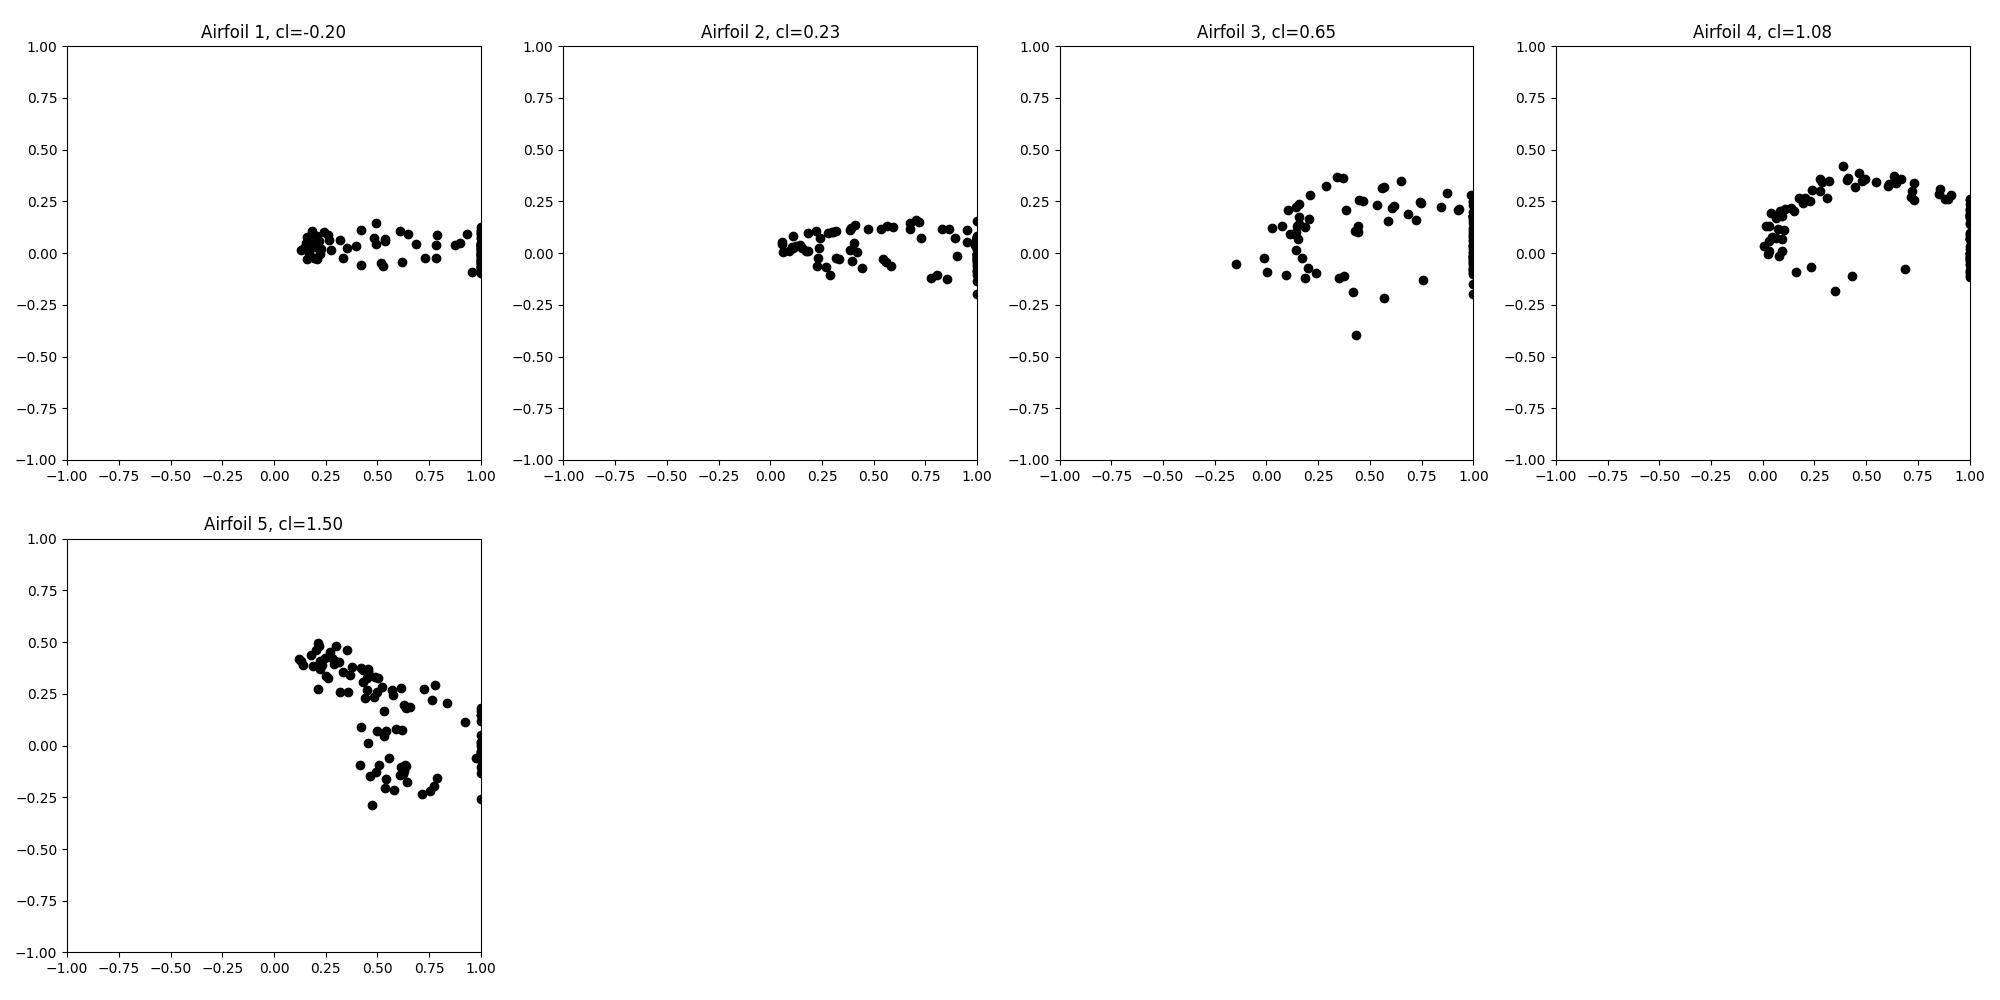 Airfoil 1, cl=-0.20
Airfoil 2, cl=0.23
Airfoil 3, cl=0.65
Airfoil 4, cl=1.08
1.00 1.00 1.00 1.00
0.75 0.75 0.75 0.75
0.50 0.50 0.50 0.50
0.25 0.25 0.25 0.25
0.00 0.00 0.00 0.00
−0.25 −0.25 −0.25 −0.25
−0.50 −0.50 −0.50 −0.50
−0.75 −0.75 −0.75 −0.75
−1.00 −1.00 −1.00 −1.00
−1.00 −0.75 −0.50 −0.25 0.00 0.25 0.50 0.75 1.00
−1.00 −0.75 −0.50 −0.25 0.00 0.25 0.50 0.75 1.00
−1.00 −0.75 −0.50 −0.25 0.00 0.25 0.50 0.75 1.00
−1.00 −0.75 −0.50 −0.25 0.00 0.25 0.50 0.75 1.00
Airfoil 5, cl=1.50
1.00
0.75
0.50
0.25
0.00
−0.25
−0.50
−0.75
−1.00
−1.00 −0.75 −0.50 −0.25 0.00 0.25 0.50 0.75 1.00